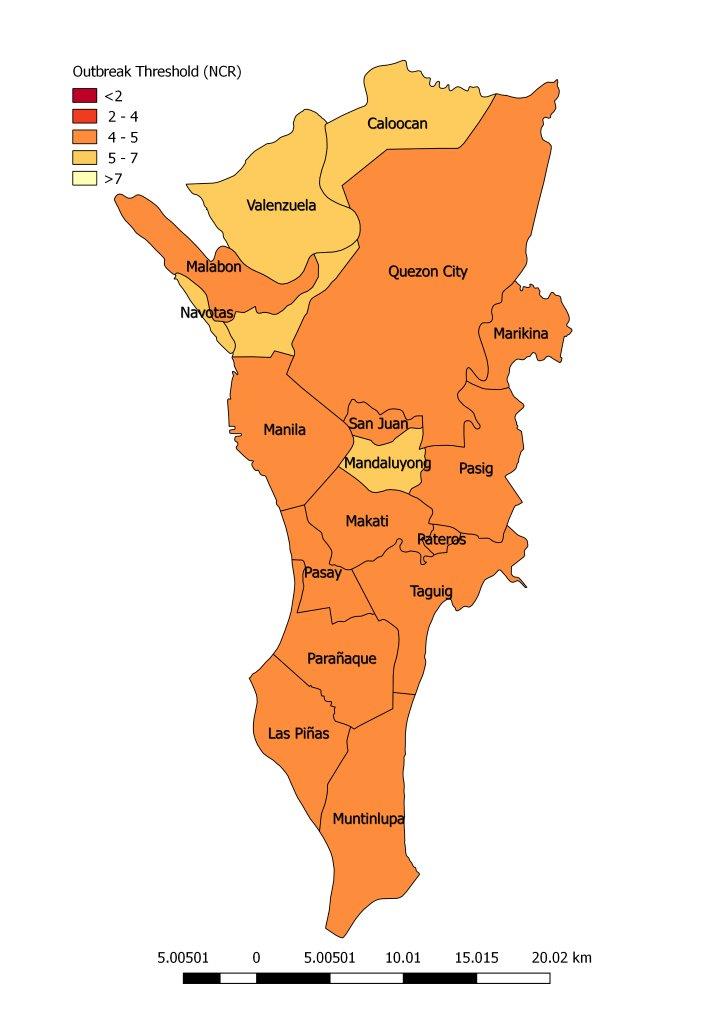 Outbreak Threshold (NCR)
<2
2 - 4
4 - 5
5 - 7
>7
Caloocan
Valenzuela
Malabon
Quezon City
Navotas
Marikina
San Juan
Manila
Mandaluyong
Pasig
Makati
Pateros
Pasay
Taguig
Parañaque
Las Piñas
Muntinlupa
5.00501 0 5.00501 10.01 15.015 20.02 km